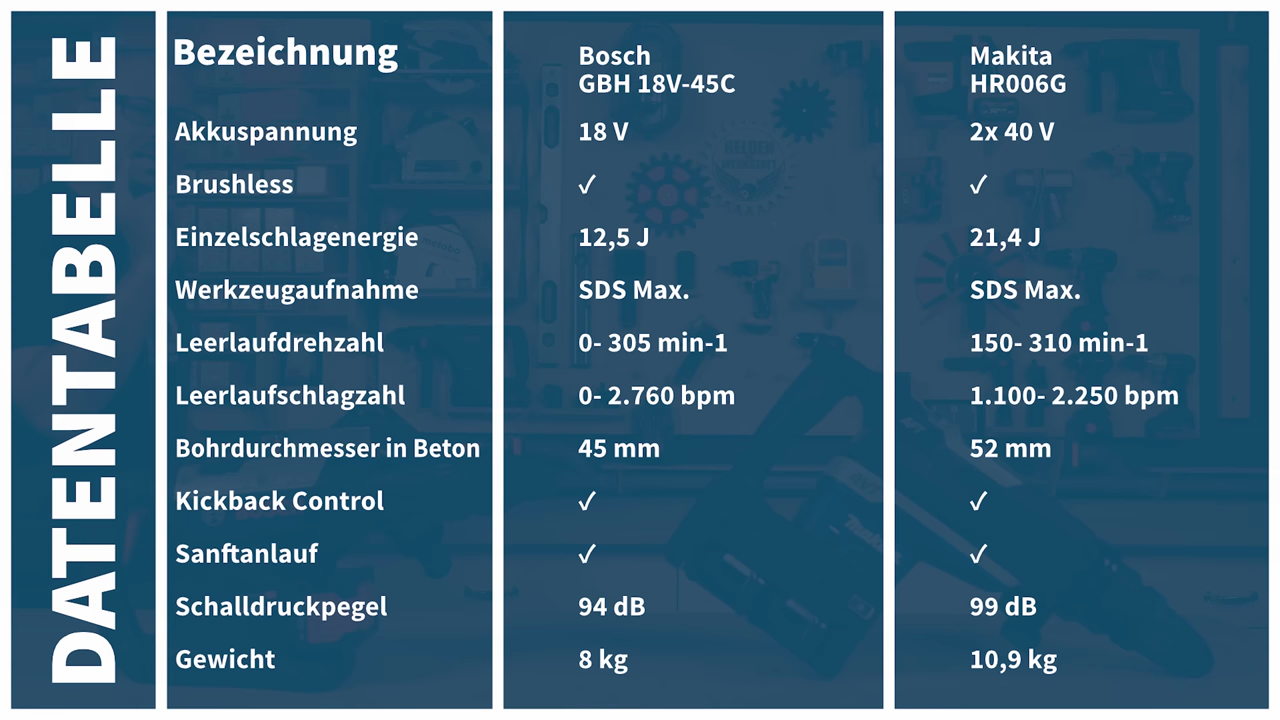 DATENTABELLE
Bezeichnung Bosch GBH 18V-45C Makita HR006G
Akkuspannung 18 V 2x 40 V
Brushless ✓ ✓
Einzelschlagenergie 12,5 J 21,4 J
Werkzeugaufnahme SDS Max. SDS Max.
Leerlaufdrehzahl 0- 305 min-1 150- 310 min-1
Leerlaufschlagzahl 0- 2.760 bpm 1.100- 2.250 bpm
Bohrdurchmesser in Beton 45 mm 52 mm
Kickback Control ✓ ✓
Sanftanlauf ✓ ✓
Schalldruckpegel 94 dB 99 dB
Gewicht 8 kg 10,9 kg